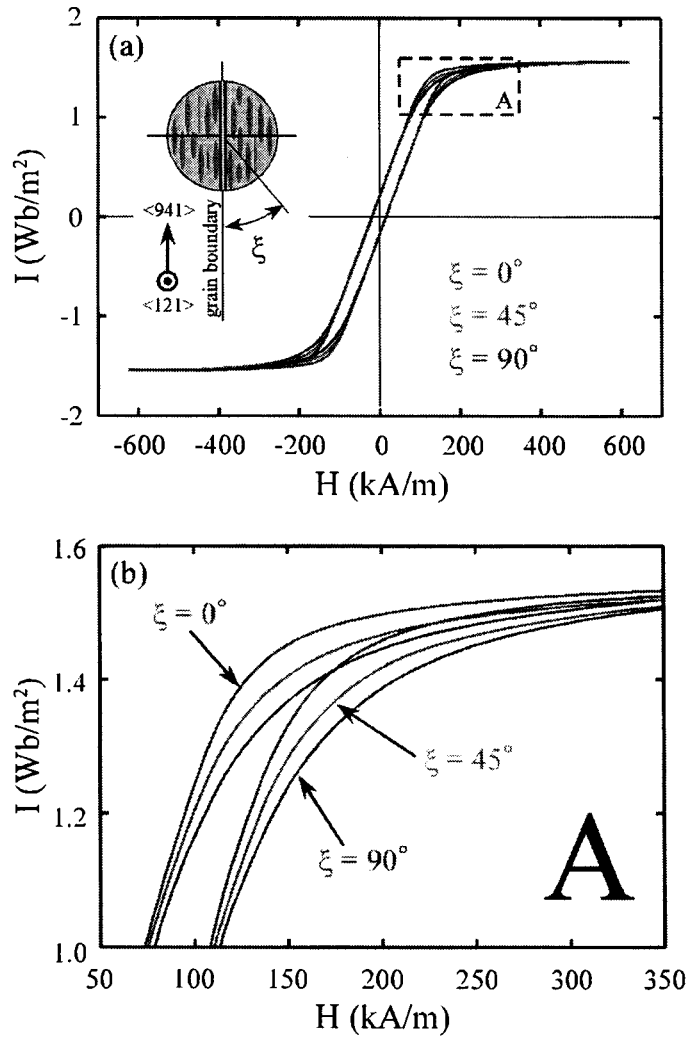 (a)
2
1
0
-1
-2
I (Wb/m²)
A
<941>
<121>
grain boundary
ξ
ξ = 0°
ξ = 45°
ξ = 90°
-600 -400 -200 0 200 400 600
H (kA/m)
(b)
1.6
1.4
1.2
1.0
I (Wb/m²)
ξ = 0°
ξ = 45°
ξ = 90°
A
50 100 150 200 250 300 350
H (kA/m)